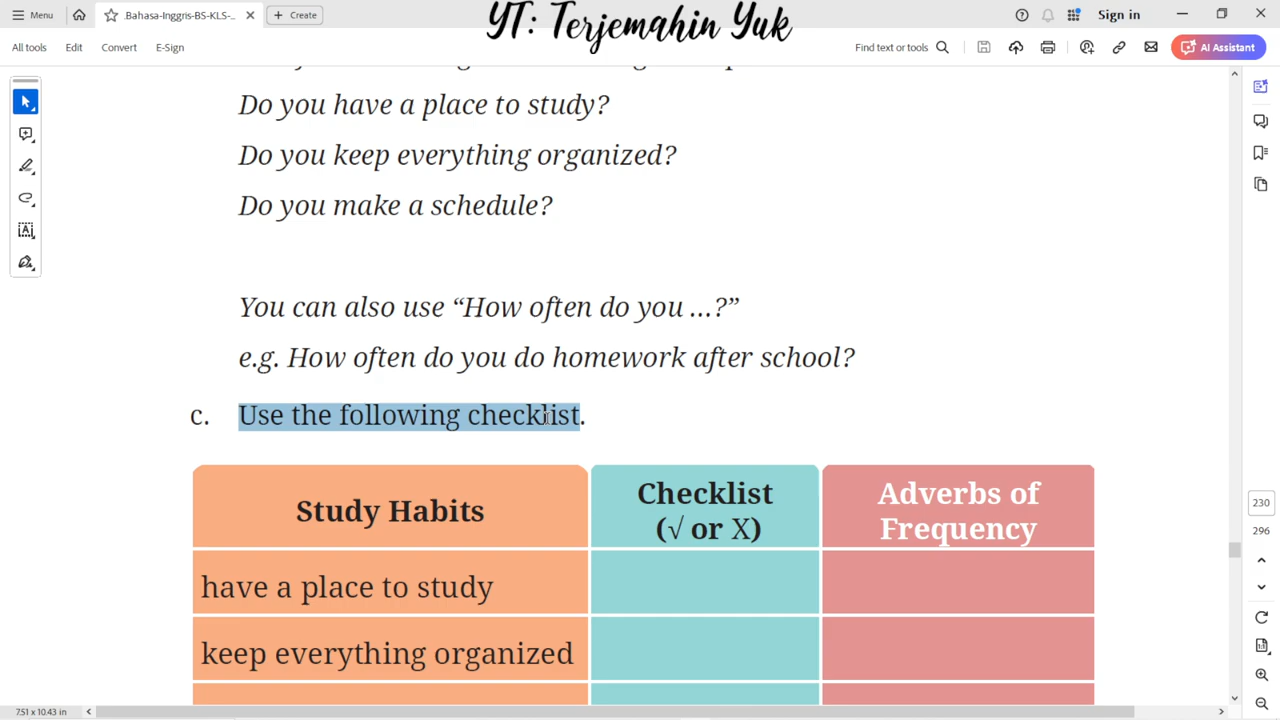 Menu
.Bahasa-Inggris-BS-KLS-...
Create
YT: Terjemahin Yuk
Sign in
All tools
Edit
Convert
E-Sign
Find text or tools
AI Assistant
Do you have a place to study?
Do you keep everything organized?
Do you make a schedule?
You can also use “How often do you ...?”
e.g. How often do you do homework after school?
c. Use the following checklist.
Study Habits
Checklist
(√ or X)
Adverbs of
Frequency
have a place to study
keep everything organized
230
296
7.51 x 10.43 in